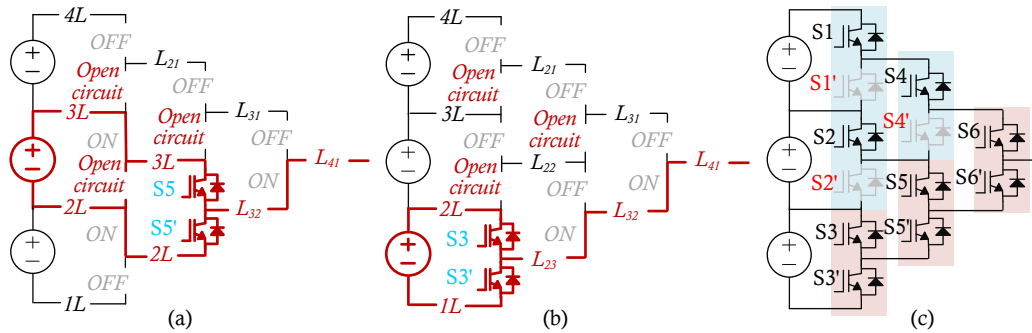 4L
OFF
L21
Open
circuit
OFF
3L
Open
circuit
L31
ON
OFF
Open
circuit
3L
L41
S5
ON
2L
S5'
L32
ON
2L
OFF
1L
(a)
4L
OFF
L21
Open
circuit
OFF
3L
Open
circuit
L31
OFF
OFF
Open
circuit
L22
L41
OFF
ON
2L
S3
L32
ON
L23
S3'
1L
(b)
S1
S1'
S4
S4'
S2
S6
S2'
S5
S6'
S3
S5'
S3'
(c)